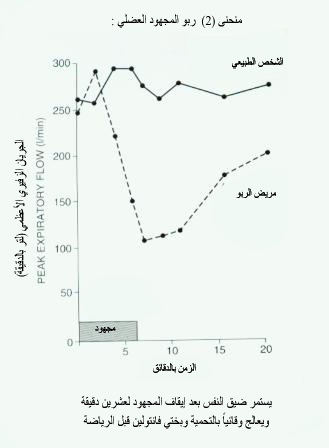 منحنى (2) ربو المجهود العضلي :
الشخص الطبيعي
300
250
200
150
100
50
مريض الربو
الجريان الزفيري الأعظمي (لتر بالدقيقة)
PEAK EXPIRATORY FLOW (l/min)
مجهود
5
10
15
20
الزمن بالدقائق
يستمر ضيق النفس بعد إيقاف المجهود لعشرين دقيقة
ويعالج وقائياً بالتحمية وبختي فانتولين قبل الرياضة